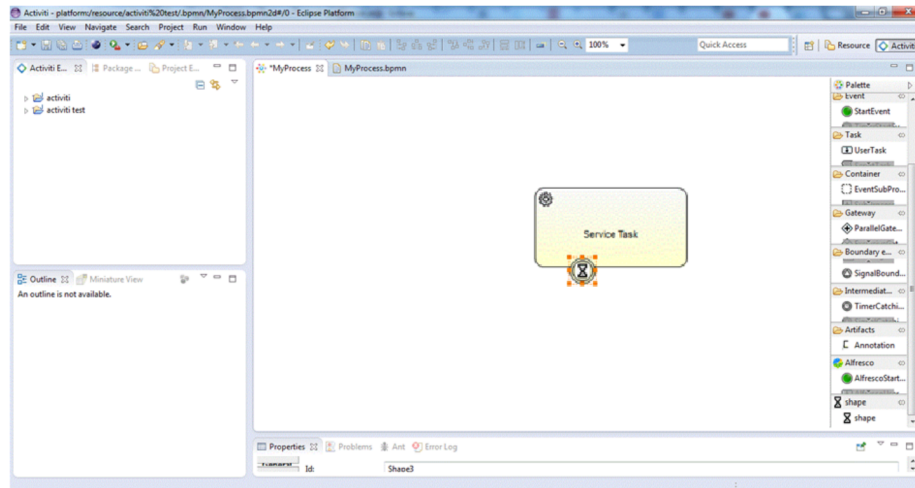 Activiti - platform:/resource/activiti%20test/.bpmn/MyProcess.bpmn2d#/0 - Eclipse Platform
File Edit View Navigate Search Project Run Window Help
100% Quick Access Resource Activiti
Activiti E... Package ... Project E... *MyProcess MyProcess.bpmn
Palette
Event
activiti
StartEvent
activiti test
Task
UserTask
Container
EventSubPro...
Gateway
ParallelGate...
Service Task
Boundary e...
SignalBound...
Outline Miniature View
An outline is not available.
Intermediat...
TimerCatchi...
Artifacts
Annotation
Alfresco
AlfrescoStart...
shape
shape
Properties Problems Ant Error Log
General
Id: Shape3